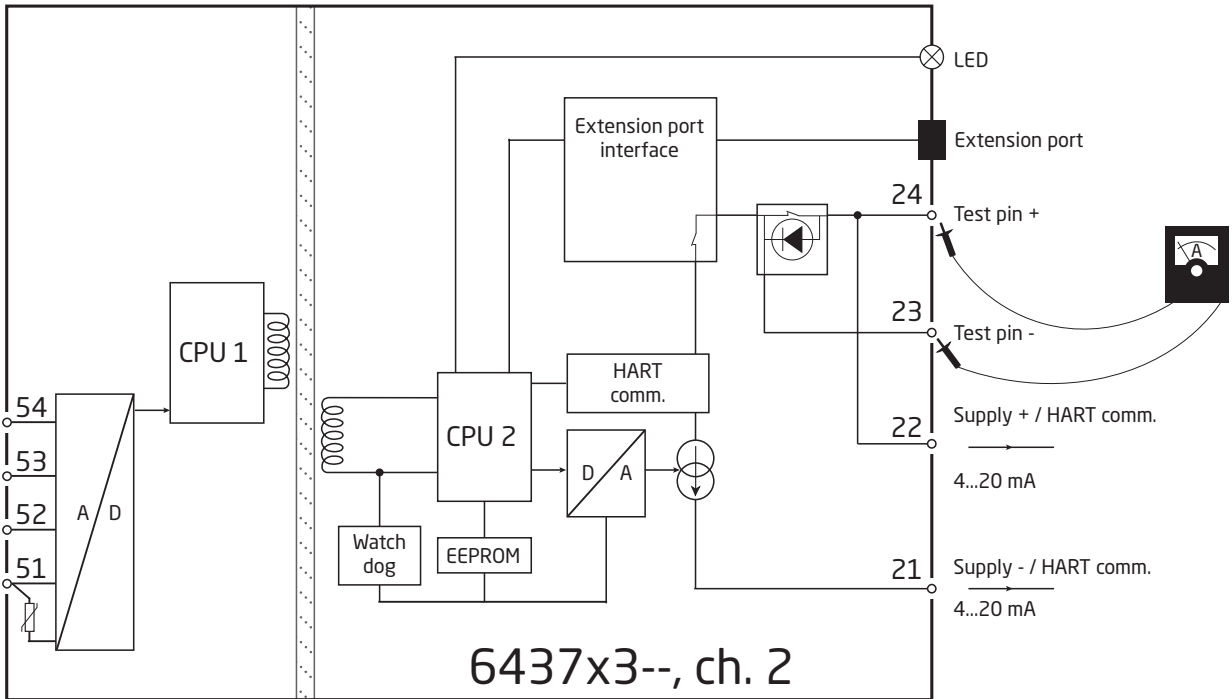 LED
Extension port
interface
Extension port
24
Test pin +
A
23
Test pin -
CPU 1
HART
comm.
54
53
52
51
A / D
CPU 2
D / A
Supply + / HART comm.
22
4...20 mA
Watch
dog
EEPROM
21
Supply - / HART comm.
4...20 mA
6437x3--, ch. 2